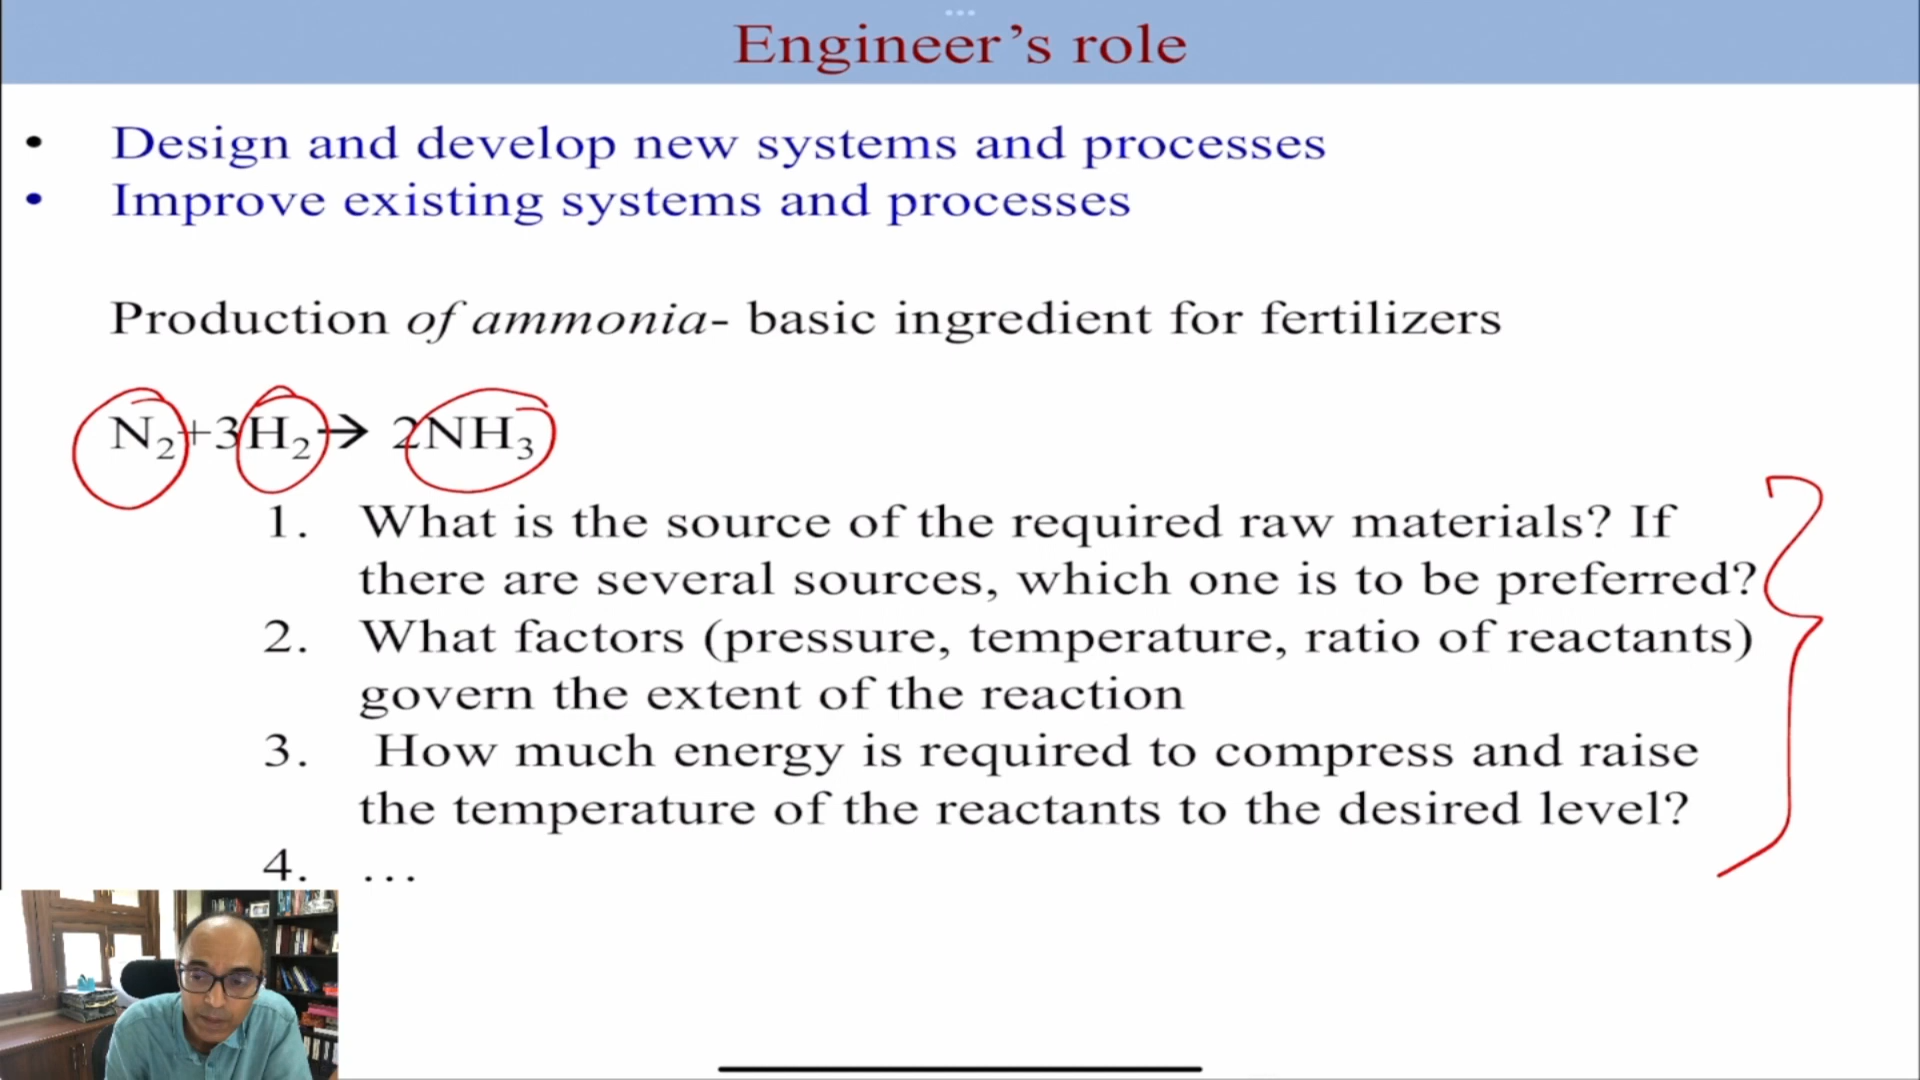 Engineer’s role
• Design and develop new systems and processes
• Improve existing systems and processes
Production of ammonia- basic ingredient for fertilizers
N₂+3H₂→ 2NH₃
1. What is the source of the required raw materials? If
there are several sources, which one is to be preferred?
2. What factors (pressure, temperature, ratio of reactants)
govern the extent of the reaction
3. How much energy is required to compress and raise
the temperature of the reactants to the desired level?
4. …